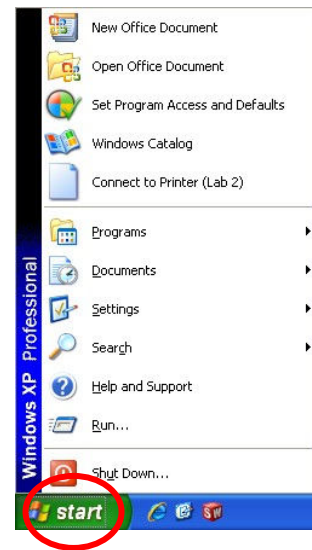 New Office Document
Open Office Document
Set Program Access and Defaults
Windows Catalog
Connect to Printer (Lab 2)
Programs
Documents
Settings
Search
Help and Support
Run...
Shut Down...
Windows XP Professional
start